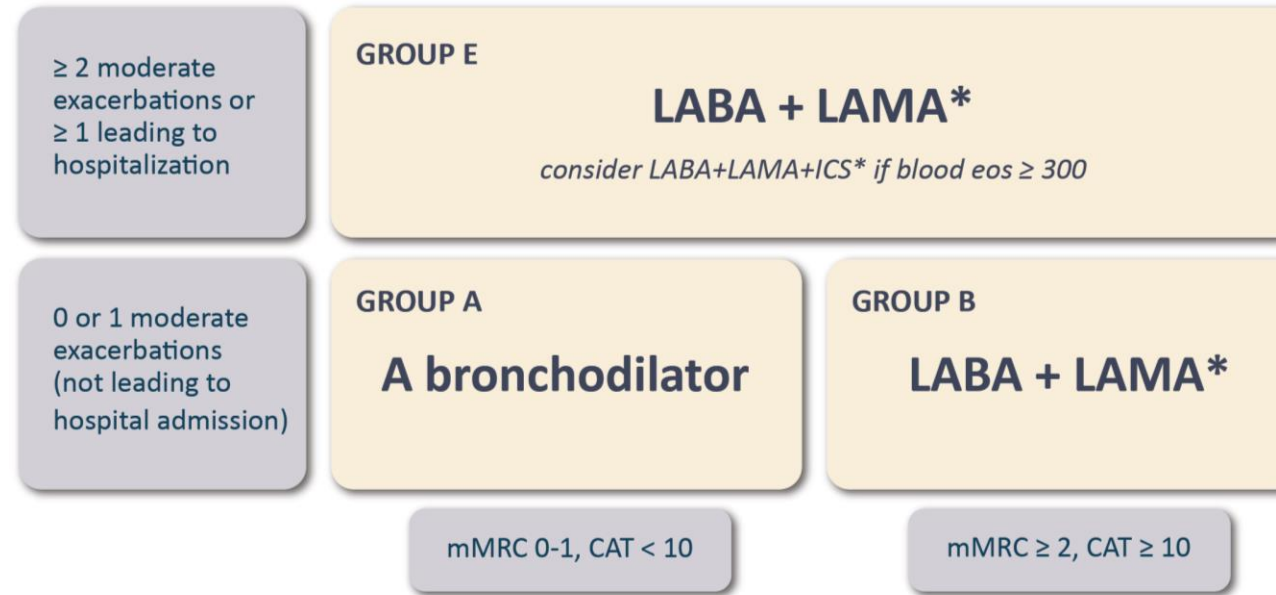 ≥ 2 moderate
exacerbations or
≥ 1 leading to
hospitalization
GROUP E
LABA + LAMA*
consider LABA+LAMA+ICS* if blood eos ≥ 300
0 or 1 moderate
exacerbations
(not leading to
hospital admission)
GROUP A
A bronchodilator
GROUP B
LABA + LAMA*
mMRC 0-1, CAT < 10
mMRC ≥ 2, CAT ≥ 10